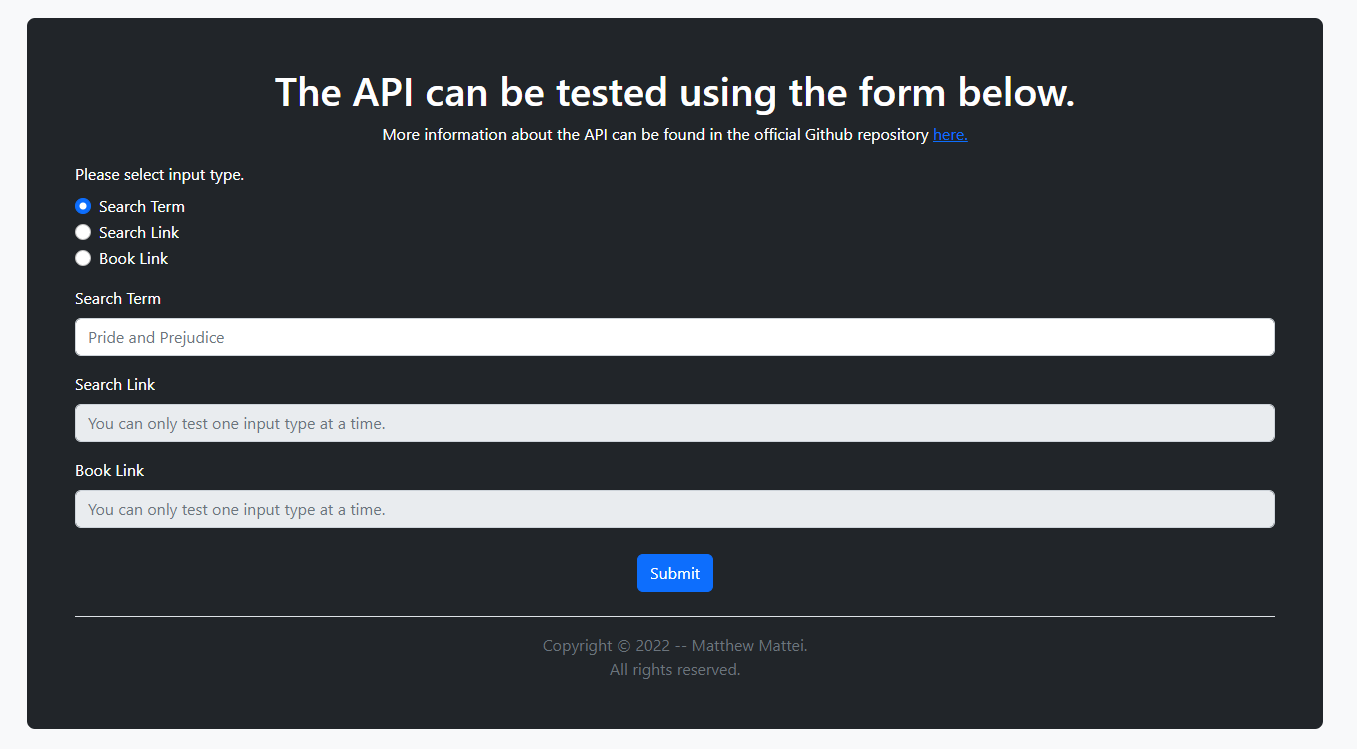 The API can be tested using the form below.
More information about the API can be found in the official Github repository here.
Please select input type.
Search Term
Search Link
Book Link
Search Term
Pride and Prejudice
Search Link
You can only test one input type at a time.
Book Link
You can only test one input type at a time.
Submit
Copyright © 2022 -- Matthew Mattei.
All rights reserved.